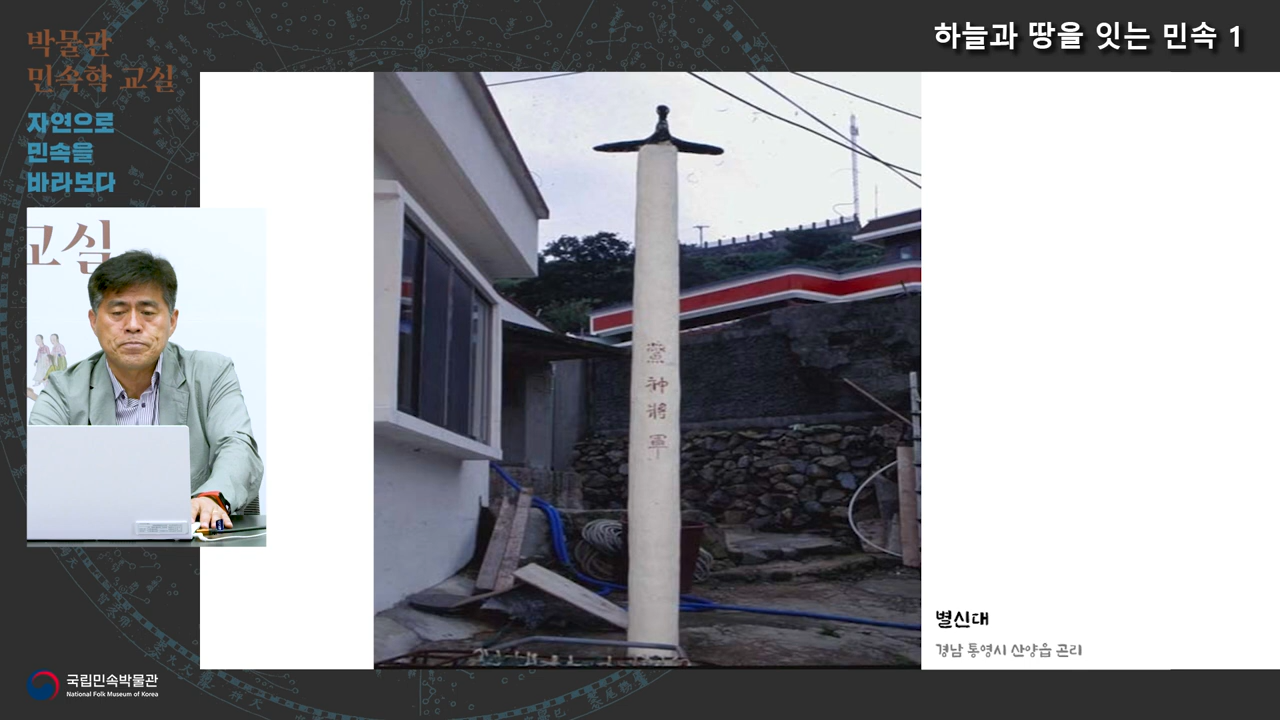 하늘과 땅을 잇는 민속 1
박물관
민속학 교실
자연으로
민속을
바라보다
교실
神將軍
별신대
경남 통영시 산양읍 곤리
국립민속박물관
National Folk Museum of Korea